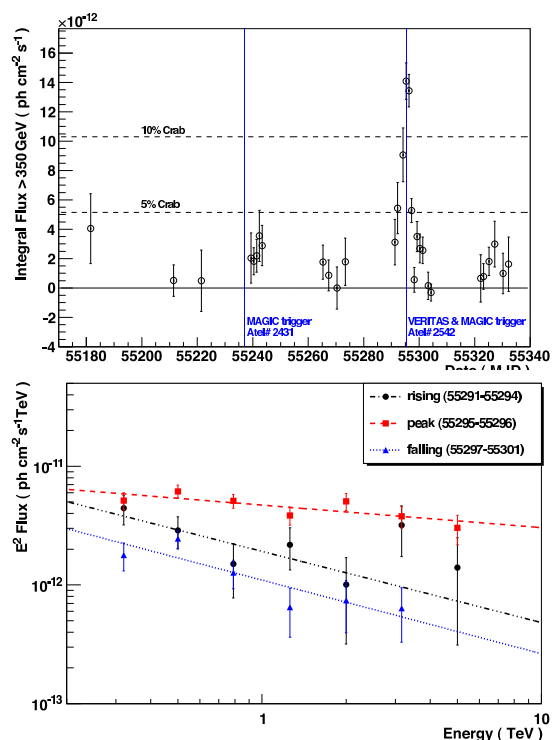 ×10⁻¹²
Integral Flux > 350 GeV ( ph cm⁻² s⁻¹)
16
14
12
10
8
6
4
2
0
−2
−4
10% Crab
5% Crab
MAGIC trigger
Atel# 2431
VERITAS & MAGIC trigger
Atel# 2542
55180 55200 55220 55240 55260 55280 55300 55320 55340
Date ( MJD )
E² Flux ( ph cm⁻² s⁻¹TeV)
rising (55291−55294)
peak (55295−55296)
falling (55297−55301)
10⁻¹¹
10⁻¹²
10⁻¹³
1 10
Energy ( TeV )